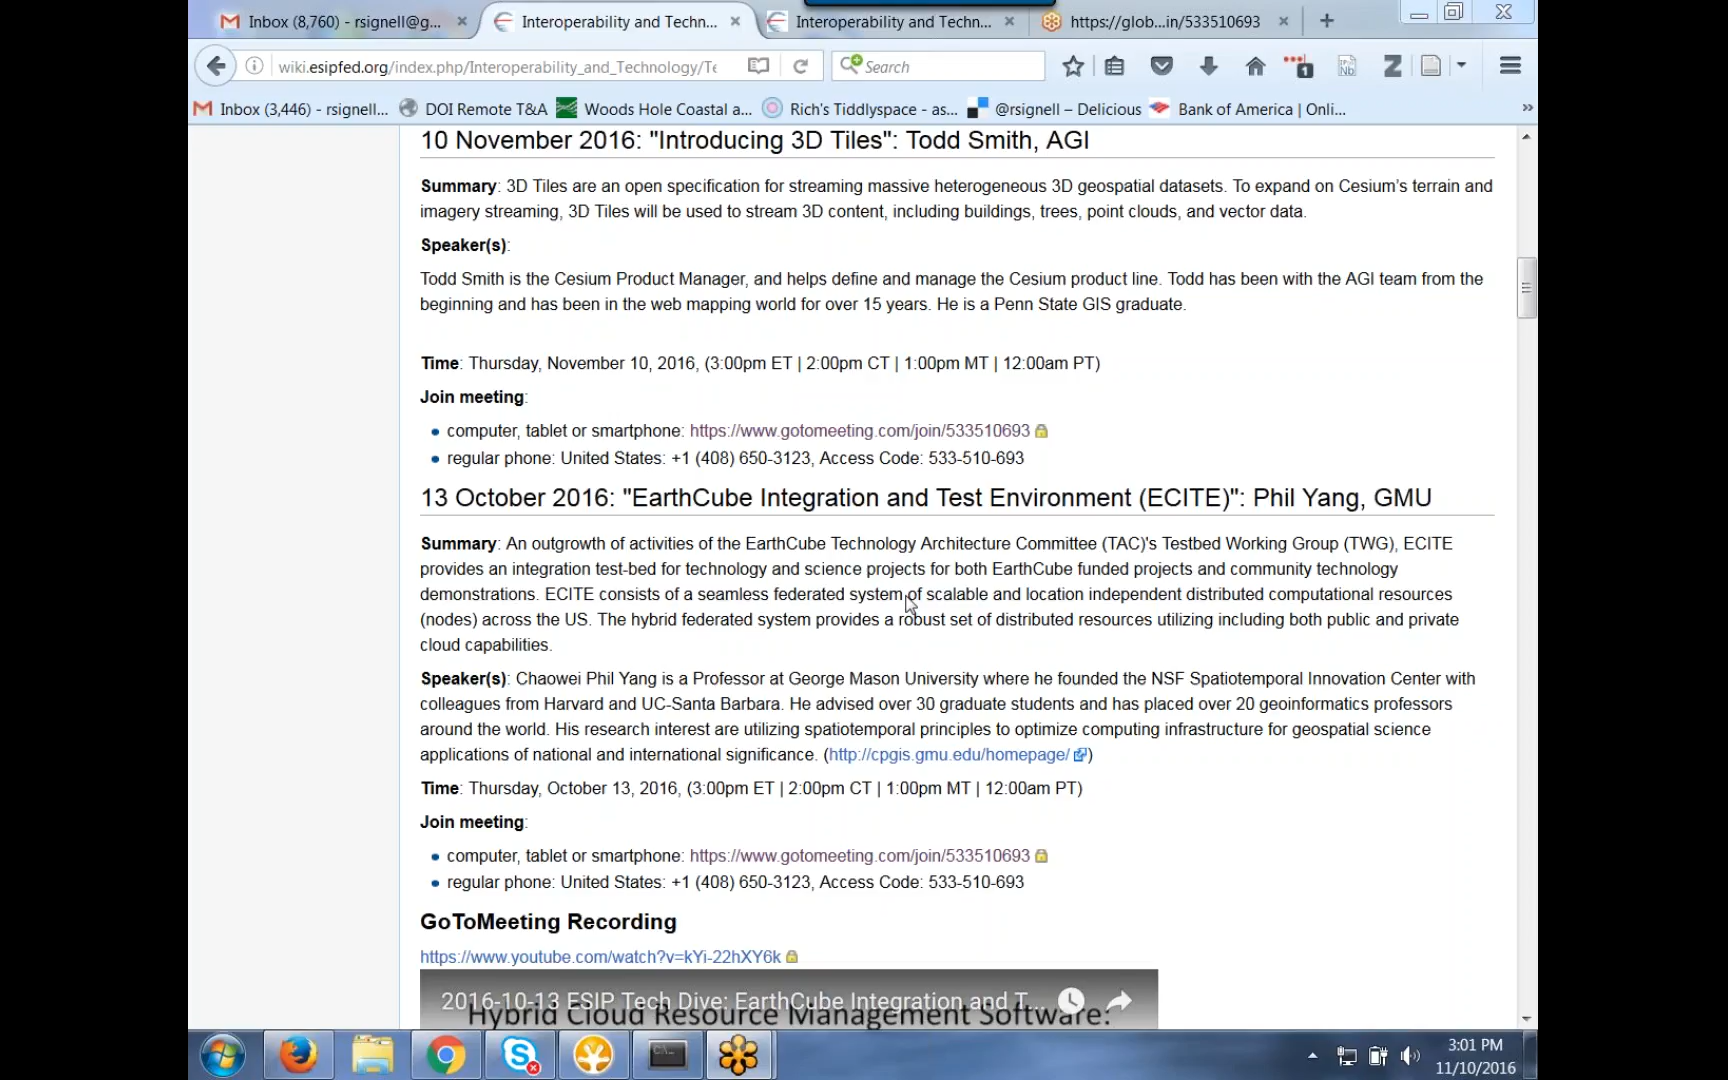 Inbox (8,760) - rsignell@g...
Interoperability and Techn...
Interoperability and Techn...
https://glob...in/533510693
wiki.esipfed.org/index.php/Interoperability_and_Technology/Te
Search
1
Nb
Z
Inbox (3,446) - rsignell...
DOI Remote T&A
Woods Hole Coastal a...
Rich's Tiddlyspace - as...
@rsignell – Delicious
Bank of America | Onli...
10 November 2016: "Introducing 3D Tiles": Todd Smith, AGI
Summary: 3D Tiles are an open specification for streaming massive heterogeneous 3D geospatial datasets. To expand on Cesium's terrain and
imagery streaming, 3D Tiles will be used to stream 3D content, including buildings, trees, point clouds, and vector data.
Speaker(s):
Todd Smith is the Cesium Product Manager, and helps define and manage the Cesium product line. Todd has been with the AGI team from the
beginning and has been in the web mapping world for over 15 years. He is a Penn State GIS graduate.
Time: Thursday, November 10, 2016, (3:00pm ET | 2:00pm CT | 1:00pm MT | 12:00am PT)
Join meeting:
computer, tablet or smartphone: https://www.gotomeeting.com/join/533510693
regular phone: United States: +1 (408) 650-3123, Access Code: 533-510-693
13 October 2016: "EarthCube Integration and Test Environment (ECITE)": Phil Yang, GMU
Summary: An outgrowth of activities of the EarthCube Technology Architecture Committee (TAC)'s Testbed Working Group (TWG), ECITE
provides an integration test-bed for technology and science projects for both EarthCube funded projects and community technology
demonstrations. ECITE consists of a seamless federated system of scalable and location independent distributed computational resources
(nodes) across the US. The hybrid federated system provides a robust set of distributed resources utilizing including both public and private
cloud capabilities.
Speaker(s): Chaowei Phil Yang is a Professor at George Mason University where he founded the NSF Spatiotemporal Innovation Center with
colleagues from Harvard and UC-Santa Barbara. He advised over 30 graduate students and has placed over 20 geoinformatics professors
around the world. His research interest are utilizing spatiotemporal principles to optimize computing infrastructure for geospatial science
applications of national and international significance. (http://cpgis.gmu.edu/homepage/)
Time: Thursday, October 13, 2016, (3:00pm ET | 2:00pm CT | 1:00pm MT | 12:00am PT)
Join meeting:
computer, tablet or smartphone: https://www.gotomeeting.com/join/533510693
regular phone: United States: +1 (408) 650-3123, Access Code: 533-510-693
GoToMeeting Recording
https://www.youtube.com/watch?v=kYi-22hXY6k
2016-10-13 ESIP Tech Dive: EarthCube Integration and T...
Hybrid Cloud Resource Management Software:
3:01 PM
11/10/2016